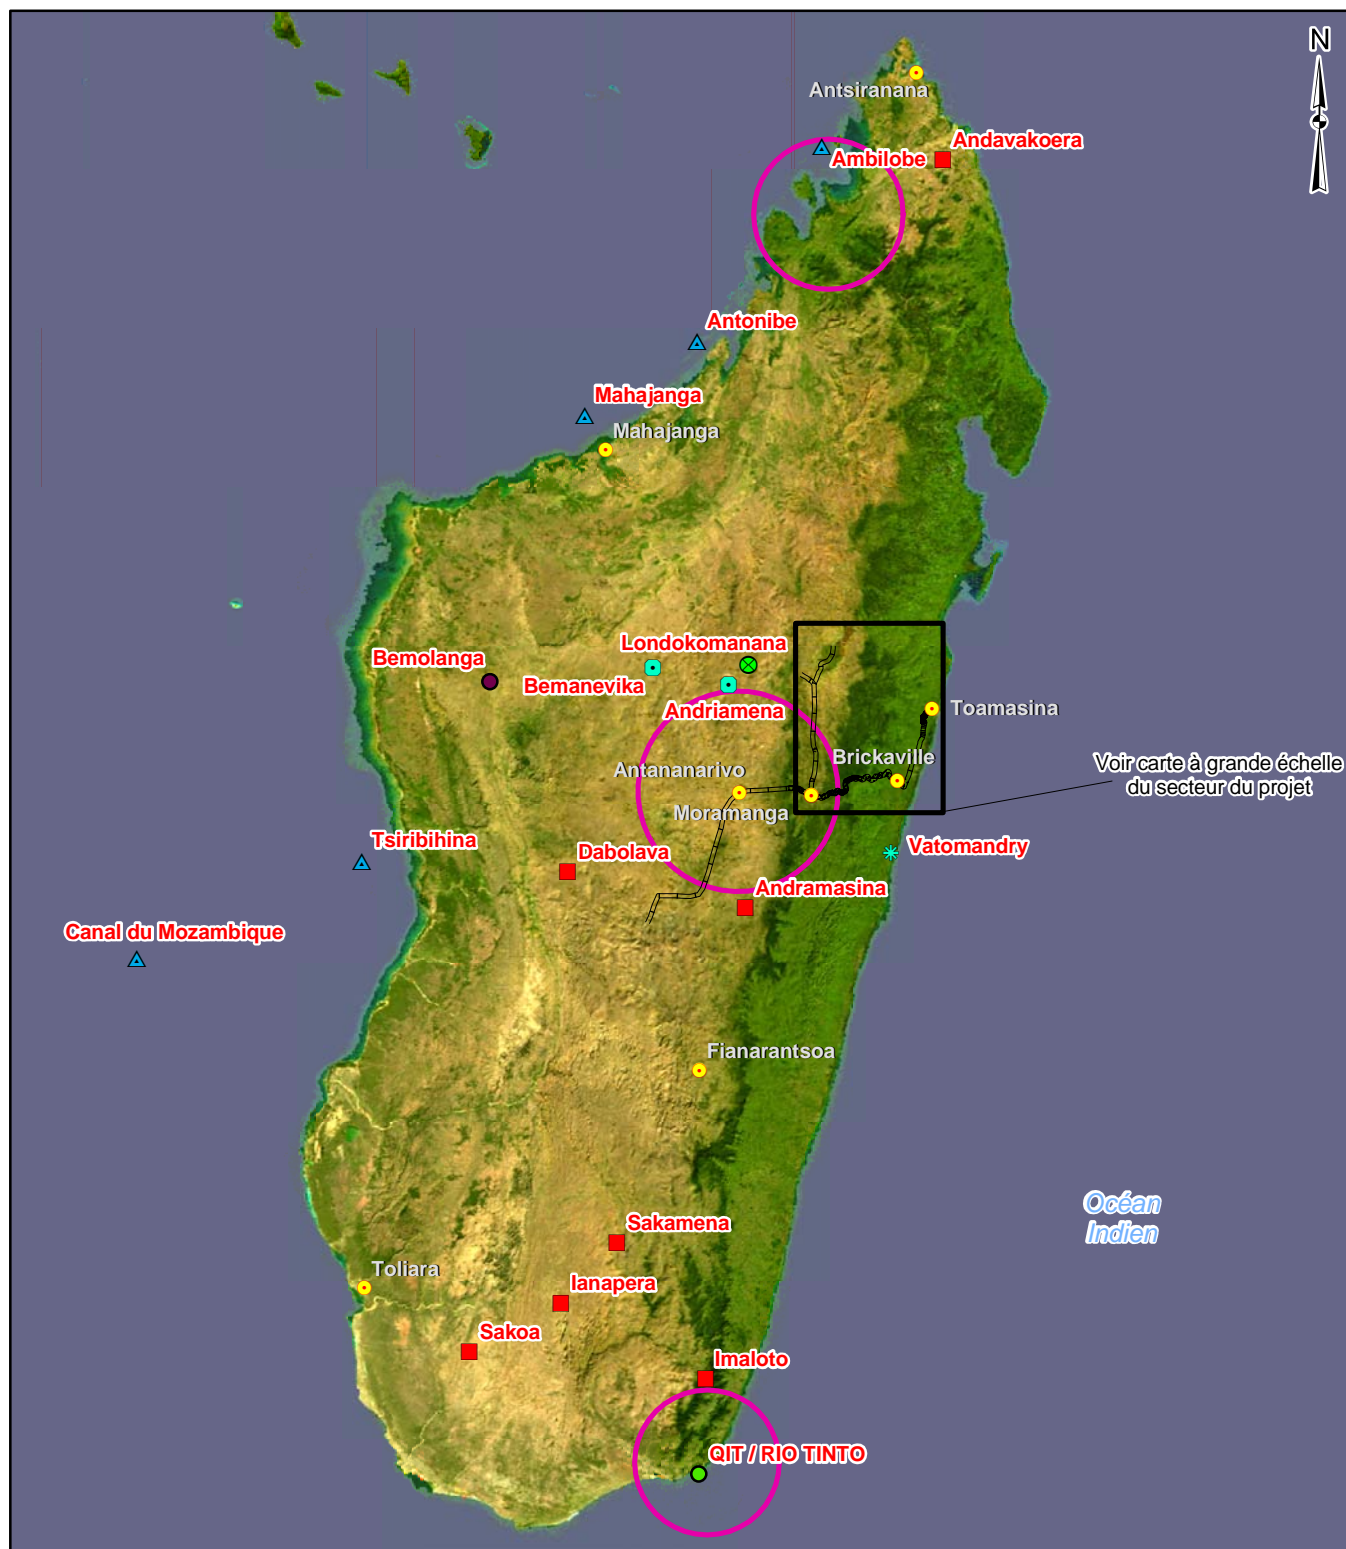 N
Antsiranana
Andavakoera
Ambilobe
Antonibe
Mahajanga
Mahajanga
Londokomanana
Bemolanga
Bemanevika
Andriamena
Toamasina
Brickaville
Voir carte à grande échelle
du secteur du projet
Antananarivo
Moramanga
Tsiribihina
Dabolava
Vatomandry
Andramasina
Canal du Mozambique
Fianarantsoa
Océan
Indien
Sakamena
Toliara
Ianapera
Sakoa
Imaloto
QIT / RIO TINTO